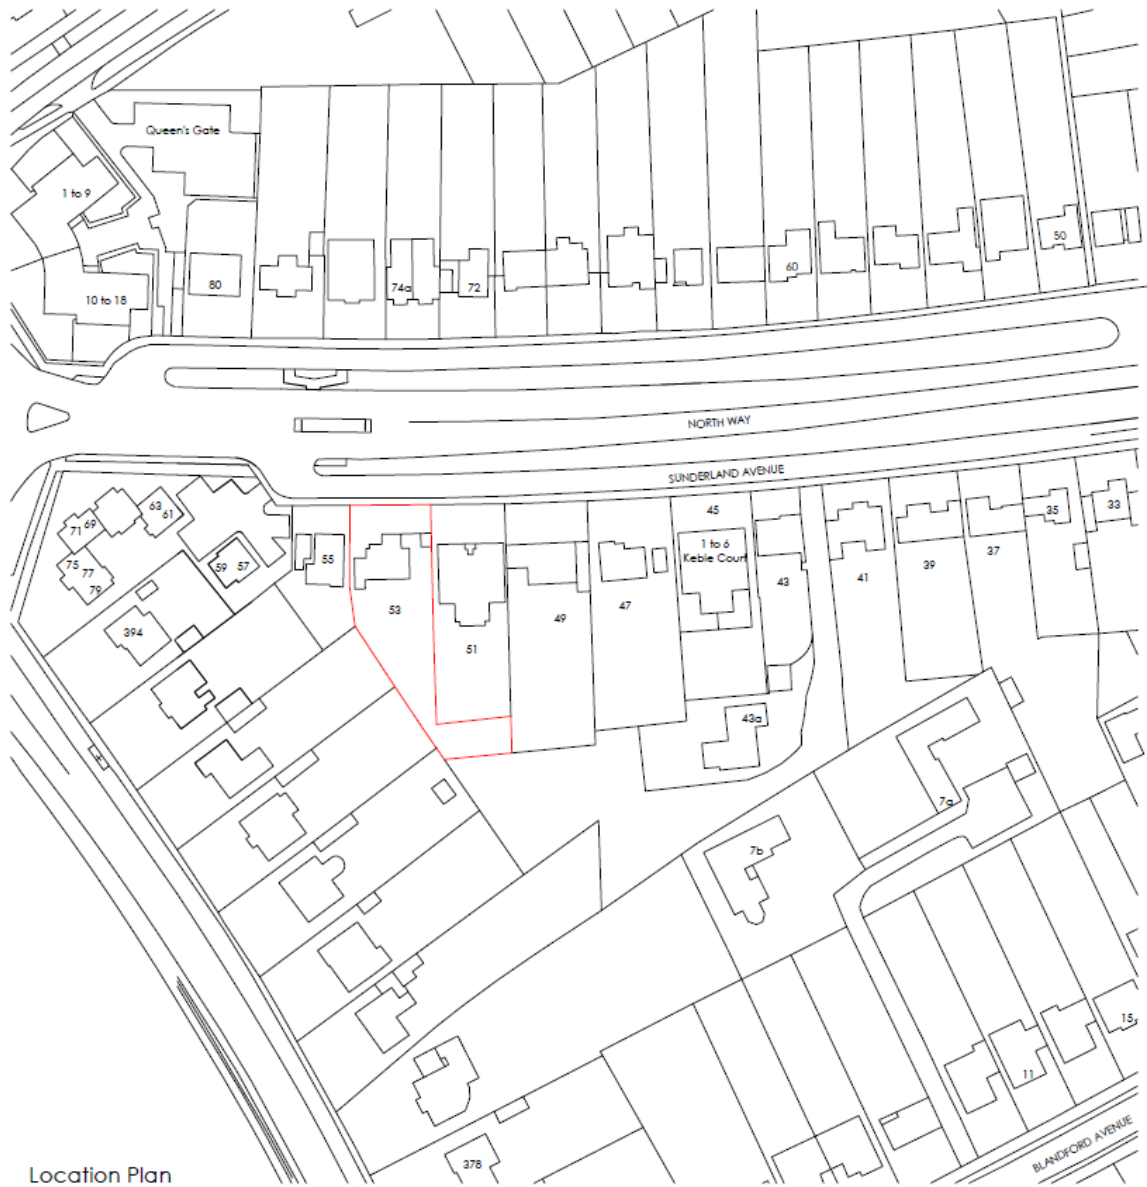 Queen's Gate
1 to 9
10 to 18
80
74a
72
60
50
NORTH WAY
SUNDERLAND AVENUE
71
69
63
61
75
77
79
59
57
55
53
51
49
47
45
1 to 6
Keble Court
43
41
39
37
35
33
394
43a
7a
7b
15
11
378
BLANDFORD AVENUE
Location Plan